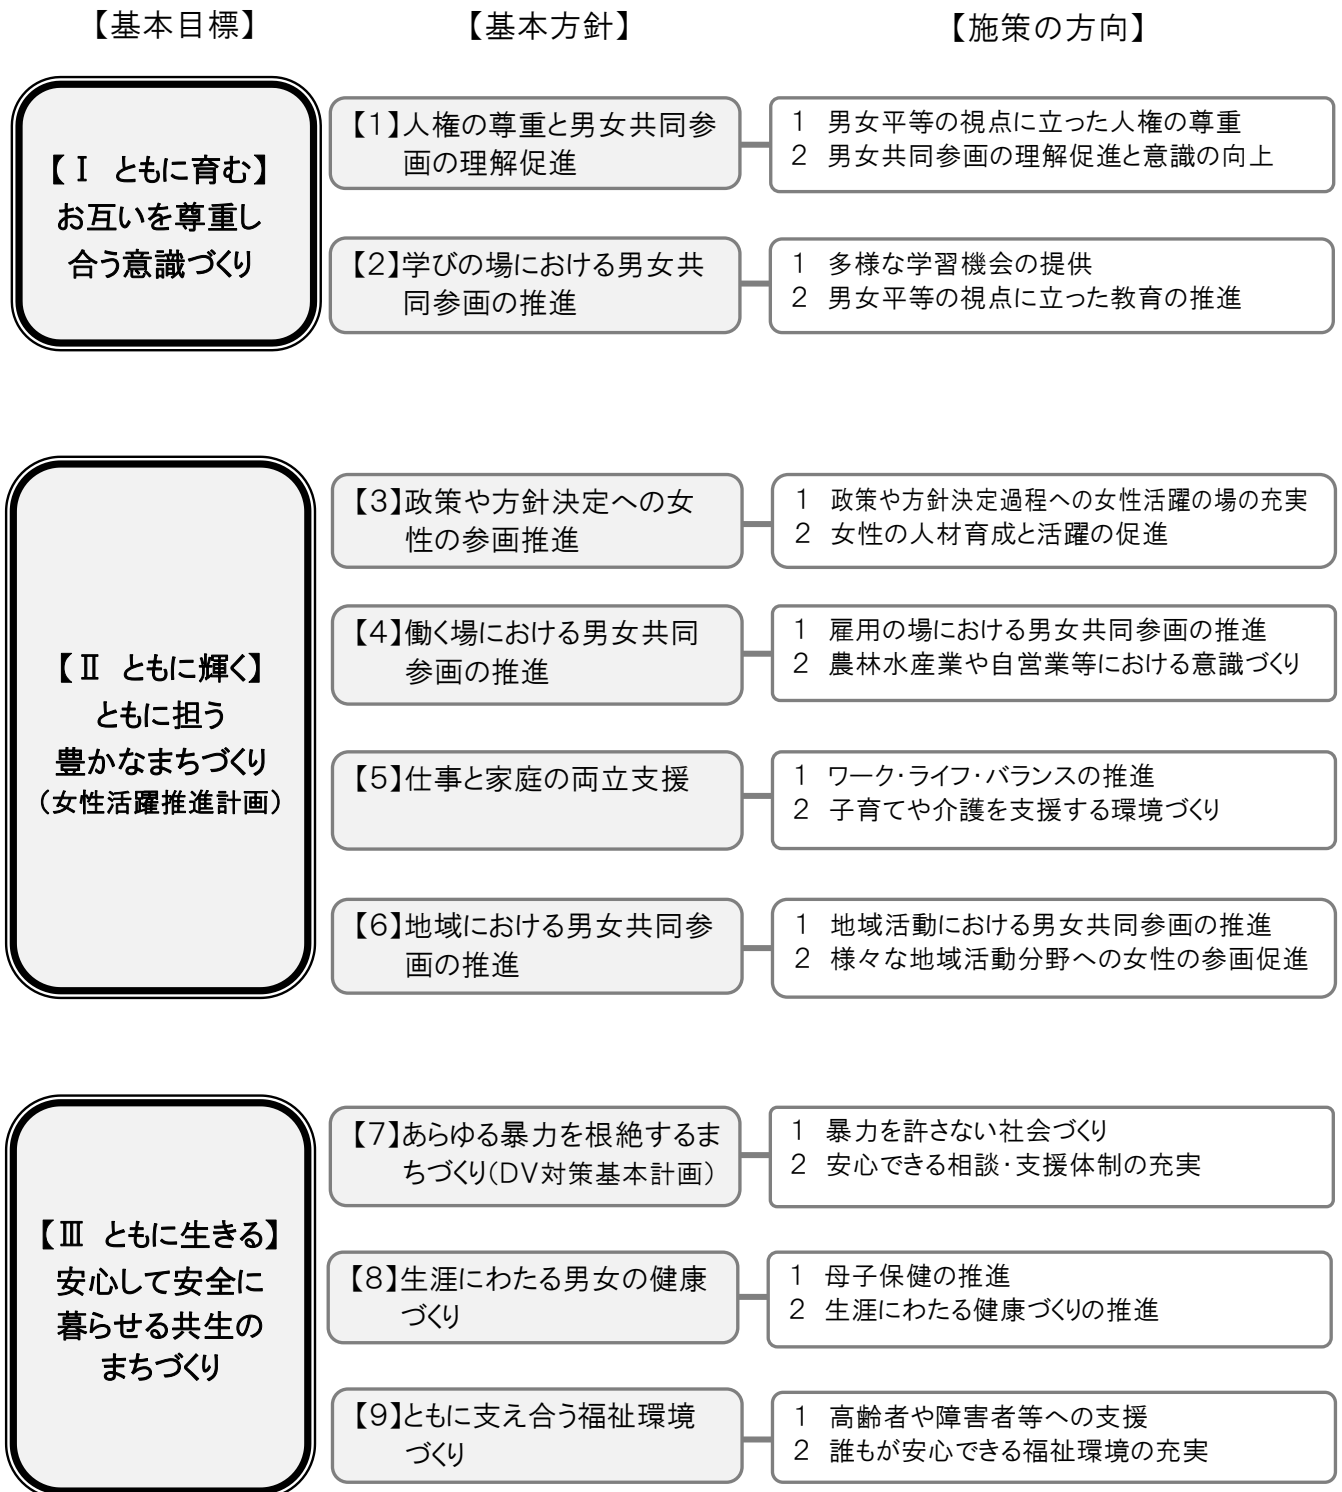 【基本目標】
【基本方針】
【施策の方向】
【Ⅰ ともに育む】
お互いを尊重し
合う意識づくり
【1】人権の尊重と男女共同参
画の理解促進
1 男女平等の視点に立った人権の尊重
2 男女共同参画の理解促進と意識の向上
【2】学びの場における男女共
同参画の推進
1 多様な学習機会の提供
2 男女平等の視点に立った教育の推進
【Ⅱ ともに輝く】
ともに担う
豊かなまちづくり
（女性活躍推進計画）
【3】政策や方針決定への女
性の参画推進
1 政策や方針決定過程への女性活躍の場の充実
2 女性の人材育成と活躍の促進
【4】働く場における男女共同
参画の推進
1 雇用の場における男女共同参画の推進
2 農林水産業や自営業等における意識づくり
【5】仕事と家庭の両立支援
1 ワーク・ライフ・バランスの推進
2 子育てや介護を支援する環境づくり
【6】地域における男女共同参
画の推進
1 地域活動における男女共同参画の推進
2 様々な地域活動分野への女性の参画促進
【Ⅲ ともに生きる】
安心して安全に
暮らせる共生の
まちづくり
【7】あらゆる暴力を根絶するま
ちづくり（DV対策基本計画）
1 暴力を許さない社会づくり
2 安心できる相談・支援体制の充実
【8】生涯にわたる男女の健康
づくり
1 母子保健の推進
2 生涯にわたる健康づくりの推進
【9】ともに支え合う福祉環境
づくり
1 高齢者や障害者等への支援
2 誰もが安心できる福祉環境の充実